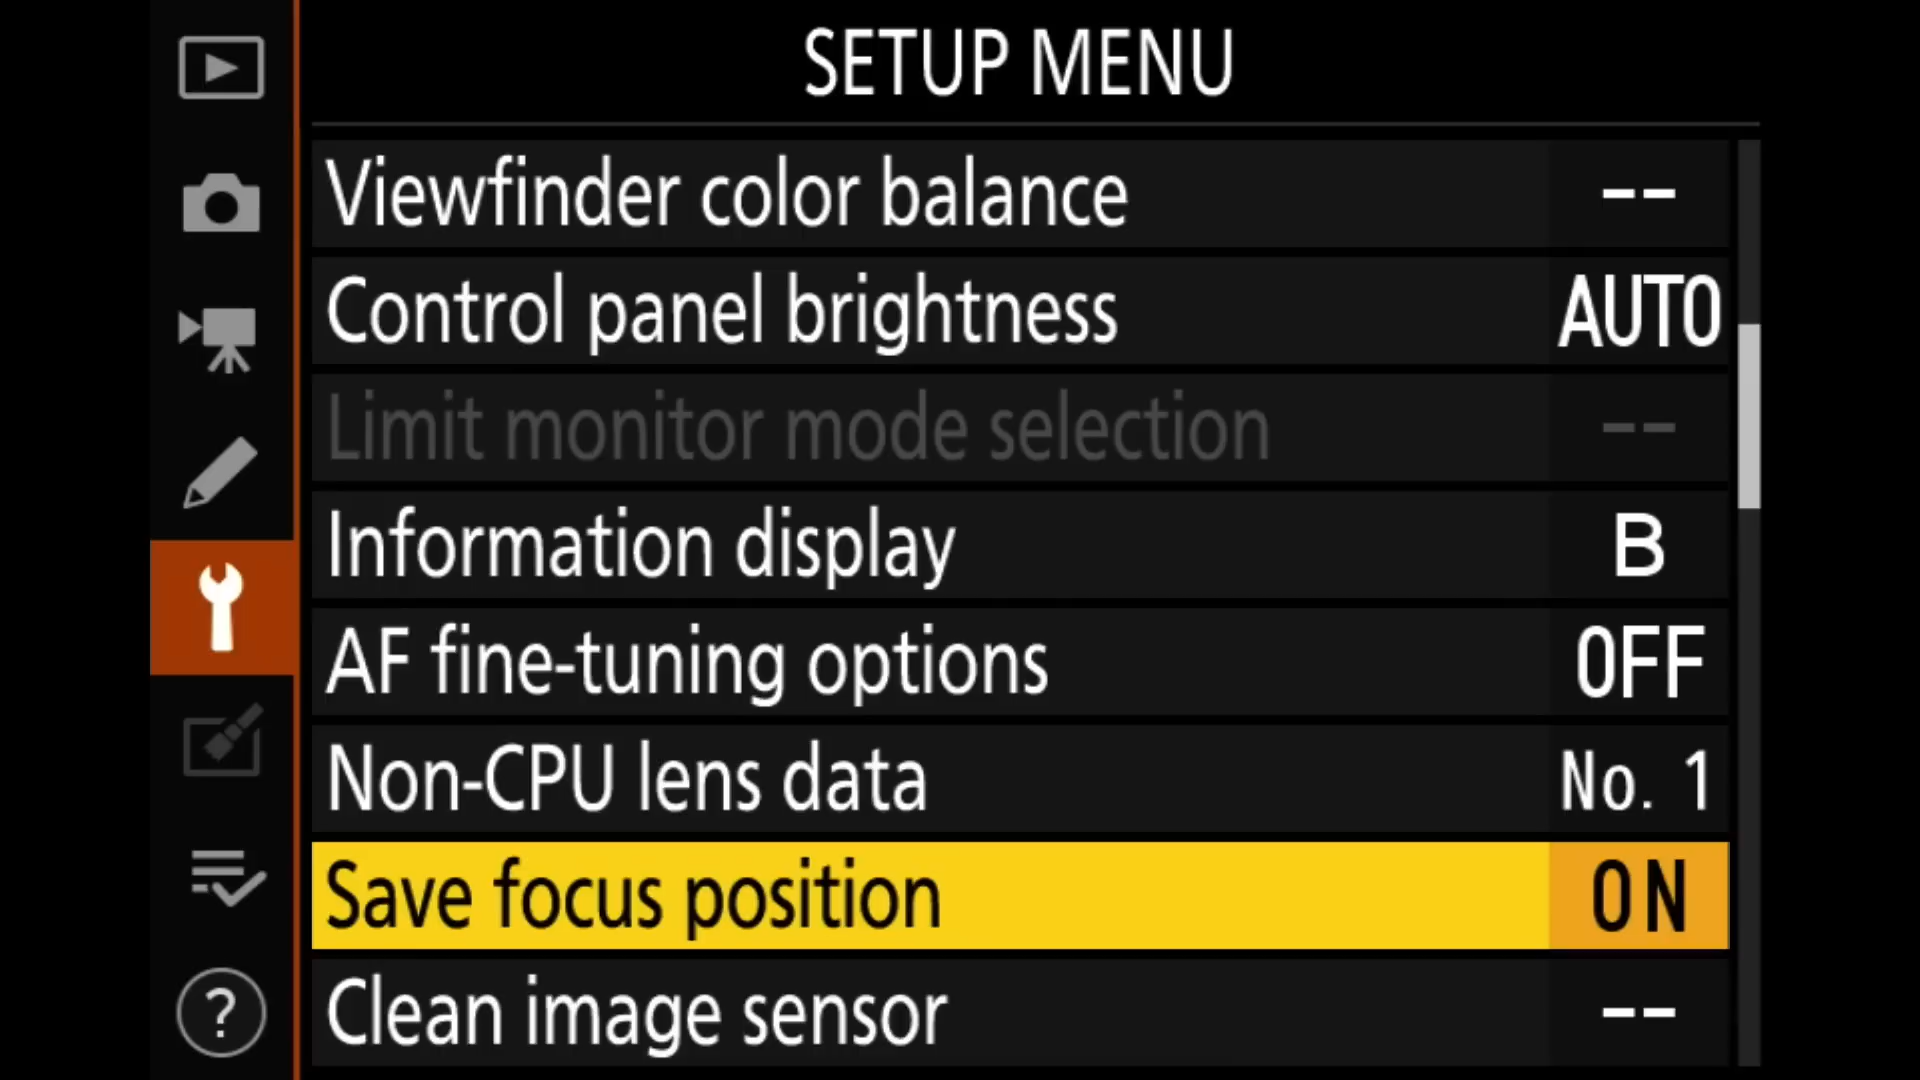 SETUP MENU
Viewfinder color balance --
Control panel brightness AUTO
Limit monitor mode selection --
Information display B
AF fine-tuning options OFF
Non-CPU lens data No. 1
Save focus position ON
Clean image sensor --
?